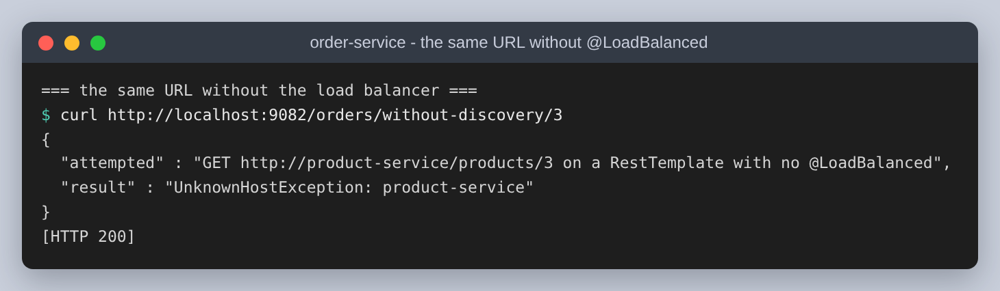 order-service - the same URL without @LoadBalanced
=== the same URL without the load balancer ===
$ curl http://localhost:9082/orders/without-discovery/3
{
  "attempted" : "GET http://product-service/products/3 on a RestTemplate with no @LoadBalanced",
  "result" : "UnknownHostException: product-service"
}
[HTTP 200]